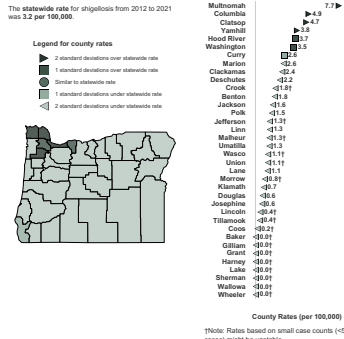 The statewide rate for shigellosis from 2012 to 2021
was 3.2 per 100,000.
Legend for county rates
2 standard deviations over statewide rate
1 standard deviations over statewide rate
Similar to statewide rate
1 standard deviations under statewide rate
2 standard deviations under statewide rate
Multnomah 7.7
Columbia 4.9
Clatsop 4.7
Yamhill 3.8
Hood River 3.7
Washington 3.5
Curry 2.6
Marion 2.6
Clackamas 2.4
Deschutes 2.2
Crook 1.8†
Benton 1.8
Jackson 1.6
Polk 1.5
Jefferson 1.3†
Linn 1.3
Malheur 1.3†
Umatilla 1.3
Wasco 1.1†
Union 1.1†
Lane 1.1
Morrow 0.8†
Klamath 0.7
Douglas 0.6
Josephine 0.6
Lincoln 0.4†
Tillamook 0.4†
Coos 0.2†
Baker 0.0†
Gilliam 0.0†
Grant 0.0†
Harney 0.0†
Lake 0.0†
Sherman 0.0†
Wallowa 0.0†
Wheeler 0.0†
County Rates (per 100,000)
†Note: Rates based on small case counts (<5